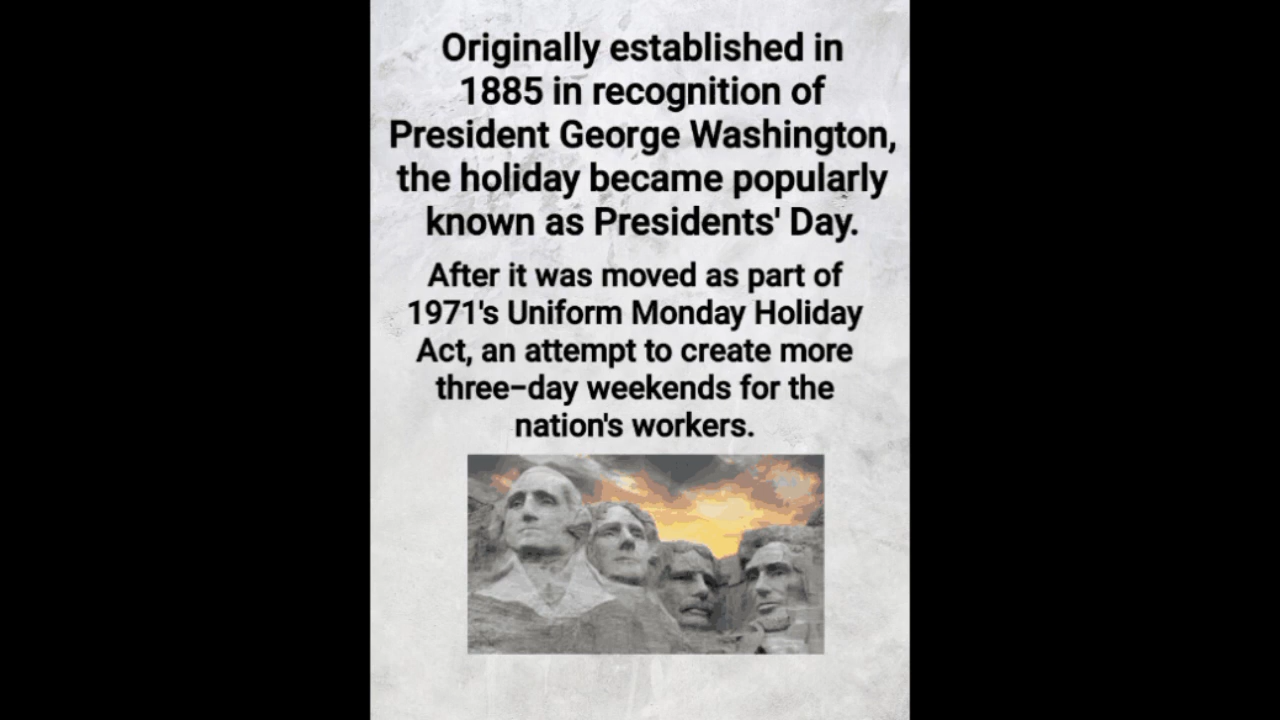 Originally established in
1885 in recognition of
President George Washington,
the holiday became popularly
known as Presidents' Day.
After it was moved as part of
1971's Uniform Monday Holiday
Act, an attempt to create more
three-day weekends for the
nation's workers.